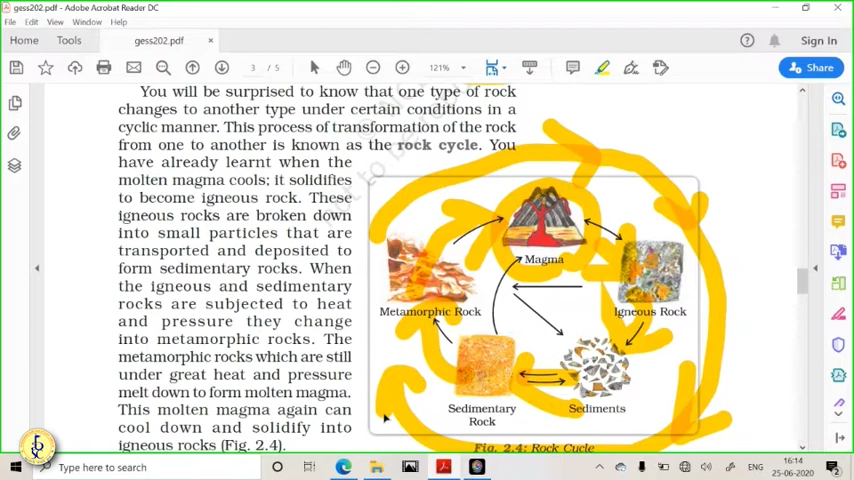 gess202.pdf - Adobe Acrobat Reader DC
File Edit View Window Help
Home Tools gess202.pdf × Sign In
3 / 5 121% Share
You will be surprised to know that one type of rock
changes to another type under certain conditions in a
cyclic manner. This process of transformation of the rock
from one to another is known as the rock cycle. You
have already learnt when the
molten magma cools; it solidifies
to become igneous rock. These
igneous rocks are broken down
into small particles that are
transported and deposited to
form sedimentary rocks. When
the igneous and sedimentary
rocks are subjected to heat
and pressure they change
into metamorphic rocks. The
metamorphic rocks which are still
under great heat and pressure
melt down to form molten magma.
This molten magma again can
cool down and solidify into
igneous rocks (Fig. 2.4).
Magma
Metamorphic Rock
Igneous Rock
Sedimentary
Rock
Sediments
Fig. 2.4: Rock Cycle
not to be
Type here to search
ENG
16:14
25-06-2020
2